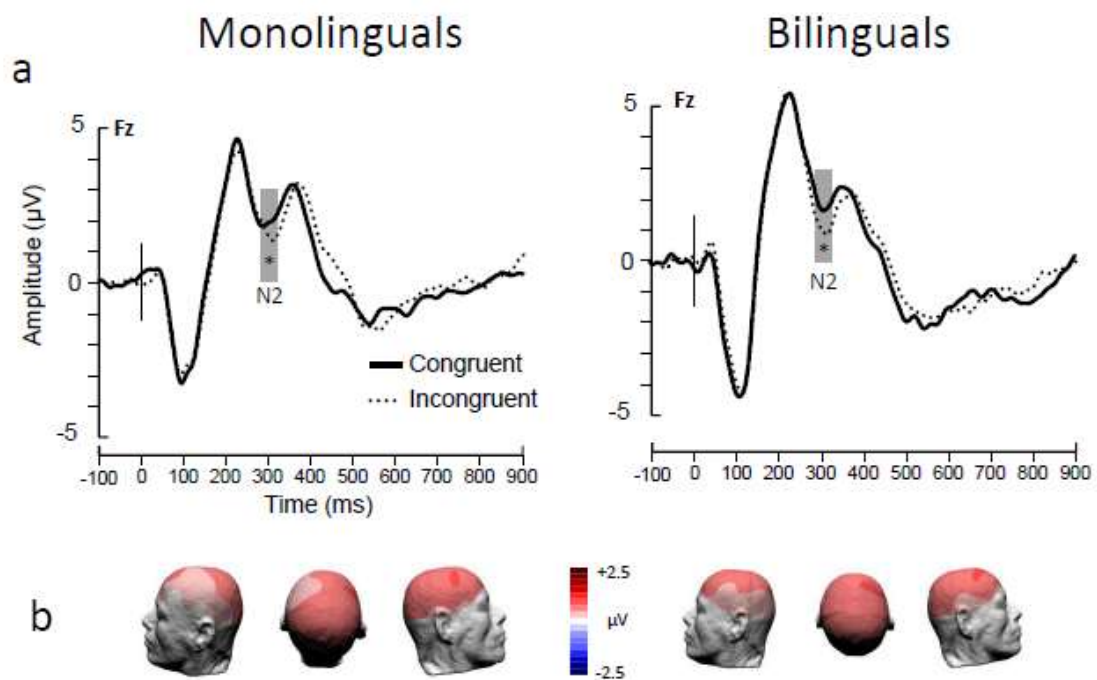 Monolinguals
Bilinguals
a
Fz
5
0
-5
Amplitude (µV)
*
N2
Congruent
Incongruent
-100 0 100 200 300 400 500 600 700 800 900
Time (ms)
Fz
5
0
-5
*
N2
-100 0 100 200 300 400 500 600 700 800 900
b
+2.5
µV
-2.5